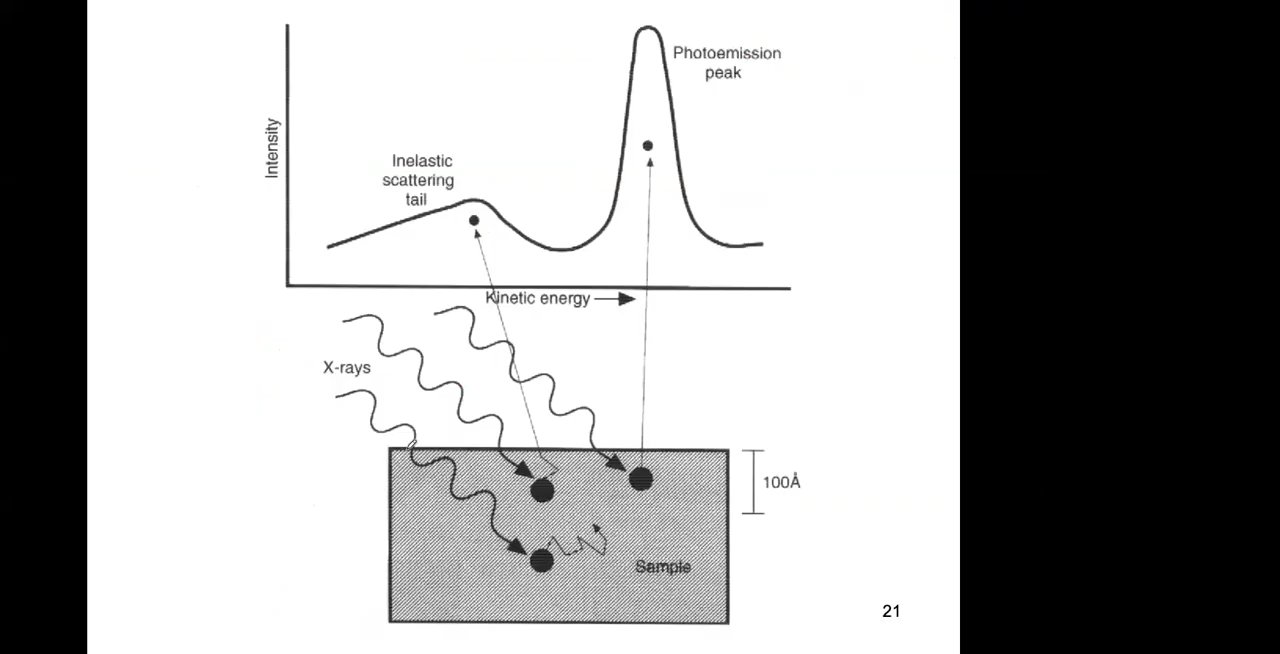 Photoemission
peak
Intensity
Inelastic
scattering
tail
Kinetic energy
X-rays
100Å
Sample
21